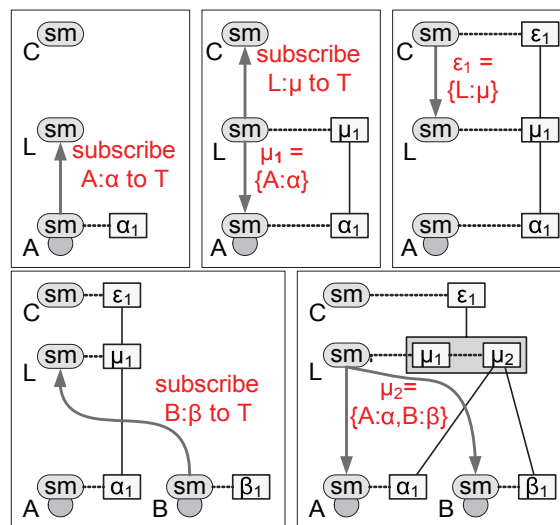 sm
C
sm
L
subscribe
A:α to T
sm
α1
A
sm
C
subscribe
L:μ to T
sm
μ1
L
μ1 =
{A:α}
sm
α1
A
sm
ε1
C
ε1 =
{L:μ}
sm
μ1
L
sm
α1
A
sm
ε1
C
sm
μ1
L
subscribe
B:β to T
sm
α1
sm
β1
A
B
sm
ε1
C
sm
μ1
μ2
L
μ2=
{A:α,B:β}
sm
α1
sm
β1
A
B